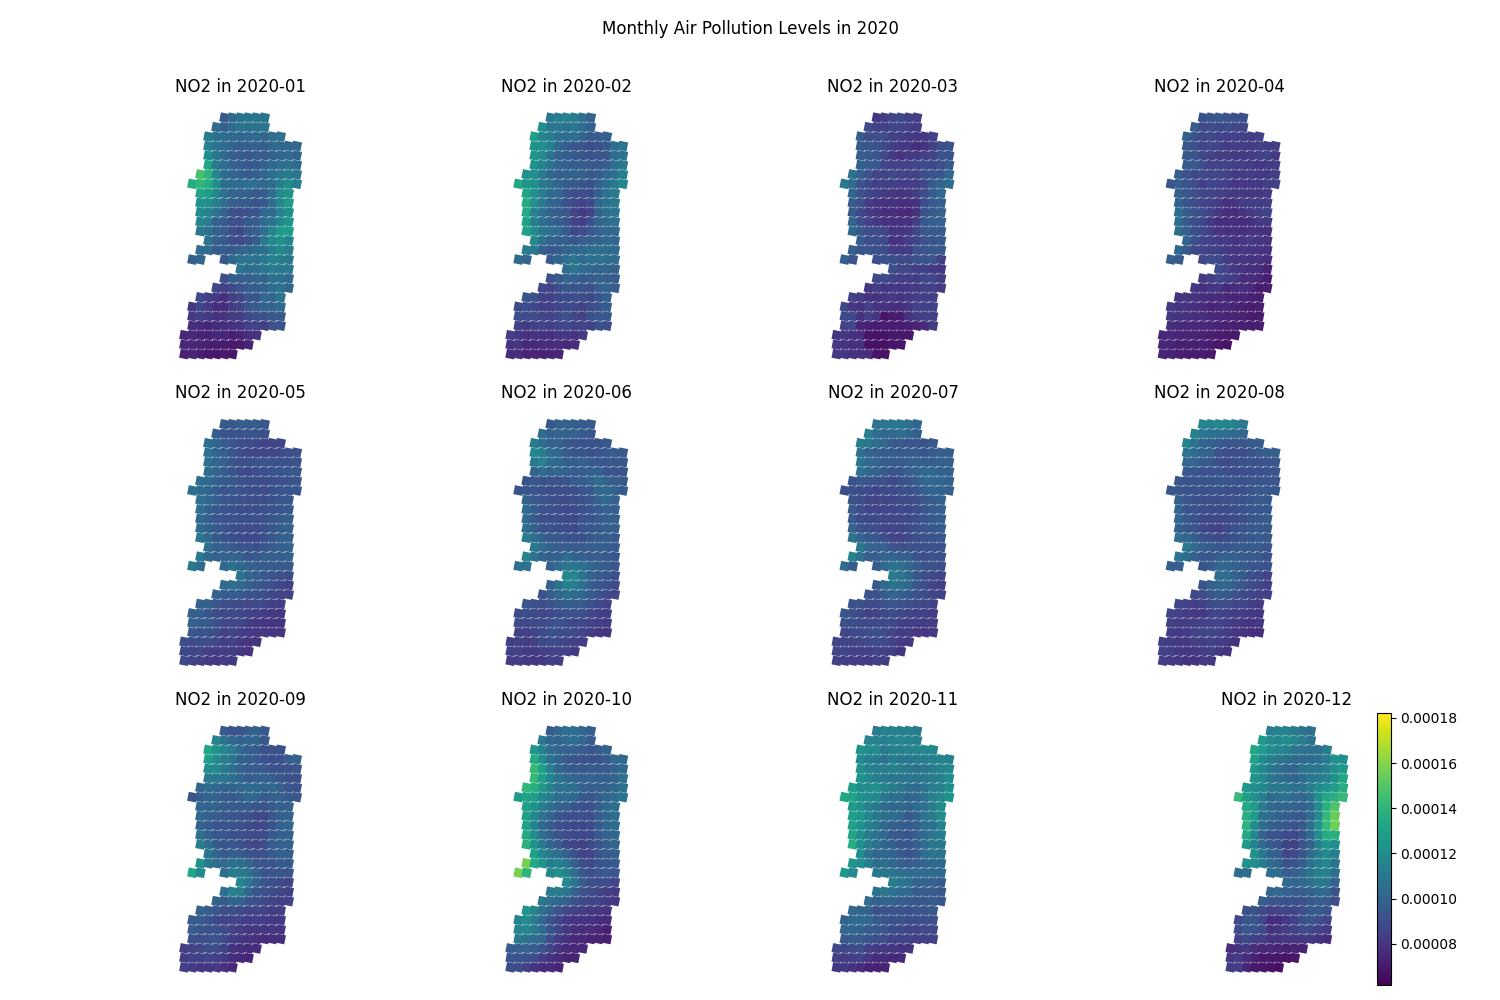 Monthly Air Pollution Levels in 2020
NO2 in 2020-01
NO2 in 2020-02
NO2 in 2020-03
NO2 in 2020-04
NO2 in 2020-05
NO2 in 2020-06
NO2 in 2020-07
NO2 in 2020-08
NO2 in 2020-09
NO2 in 2020-10
NO2 in 2020-11
NO2 in 2020-12
0.00018
0.00016
0.00014
0.00012
0.00010
0.00008